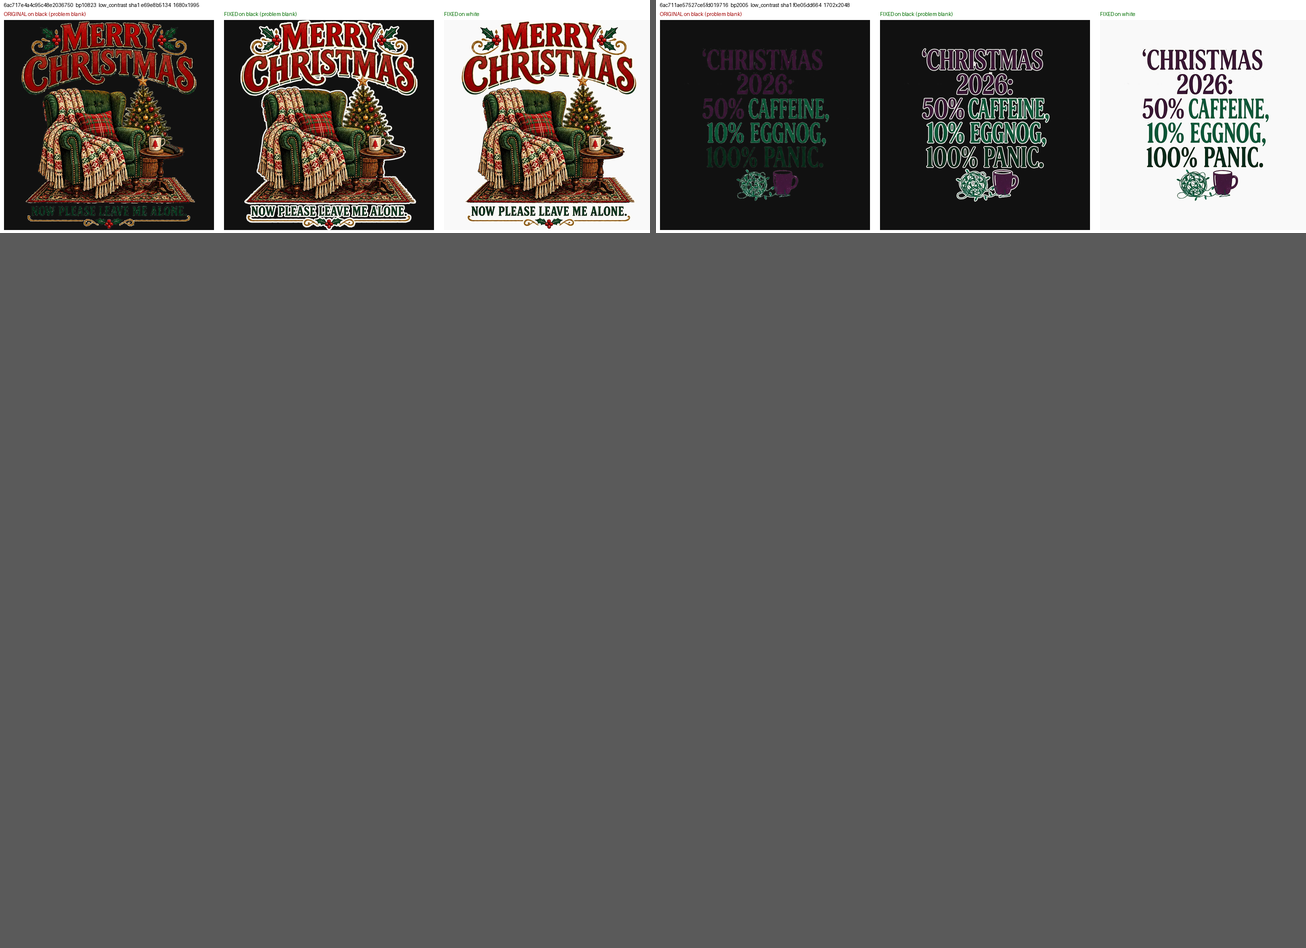 6ac717e4a4c95c48e2036750 bp10823 low_contrast sha1 e69e8b5134 1680x1995
ORIGINAL on black (problem blank)
FIXED on black (problem blank)
FIXED on white
MERRY
CHRISTMAS
NOW PLEASE LEAVE ME ALONE.
MERRY
CHRISTMAS
NOW PLEASE LEAVE ME ALONE.
MERRY
CHRISTMAS
NOW PLEASE LEAVE ME ALONE.
6ac711ae57527ce5fd019716 bp2005 low_contrast sha1 f0e05dd664 1702x2048
ORIGINAL on black (problem blank)
FIXED on black (problem blank)
FIXED on white
‘CHRISTMAS
2026:
50% CAFFEINE,
10% EGGNOG,
100% PANIC.
‘CHRISTMAS
2026:
50% CAFFEINE,
10% EGGNOG,
100% PANIC.
‘CHRISTMAS
2026:
50% CAFFEINE,
10% EGGNOG,
100% PANIC.